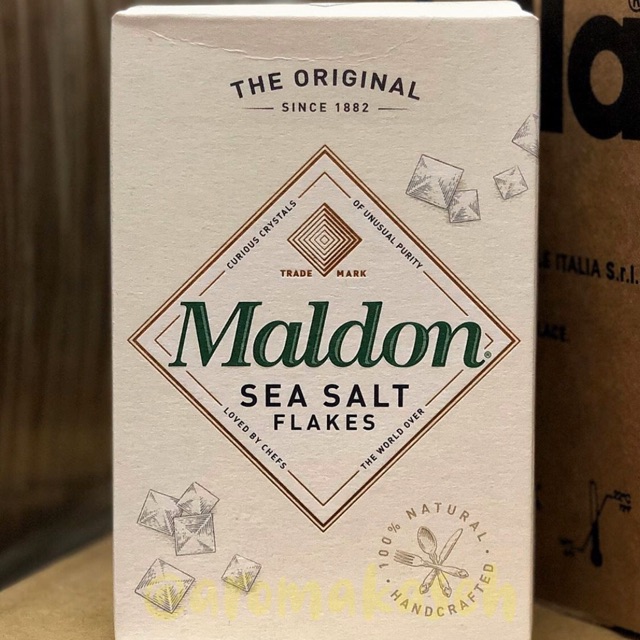 THE ORIGINAL
SINCE 1882
CURIOUS CRYSTALS
OF UNUSUAL PURITY
TRADE MARK
Maldon®
SEA SALT
FLAKES
LOVED BY CHEFS
THE WORLD OVER
100% NATURAL
HANDCRAFTED
ITALIA S.r.l.